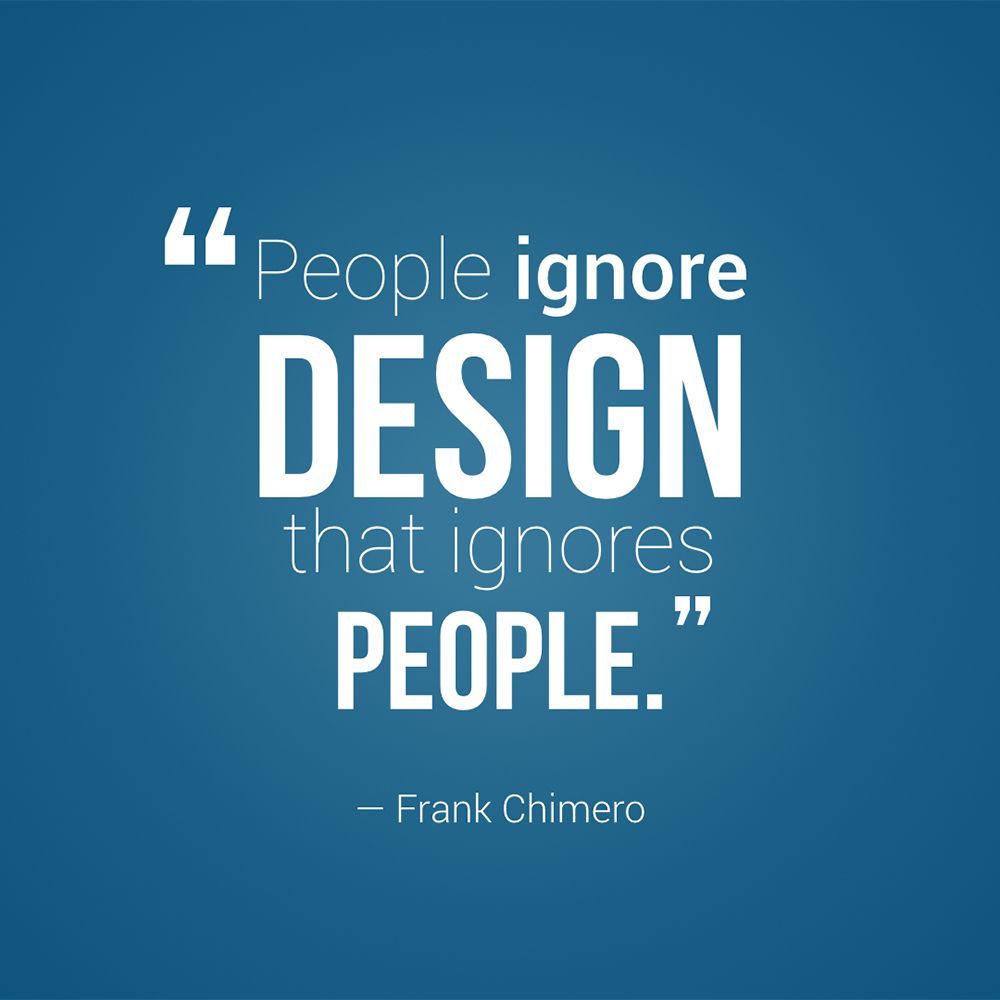 “People ignore
DESIGN
that ignores
PEOPLE.”
— Frank Chimero